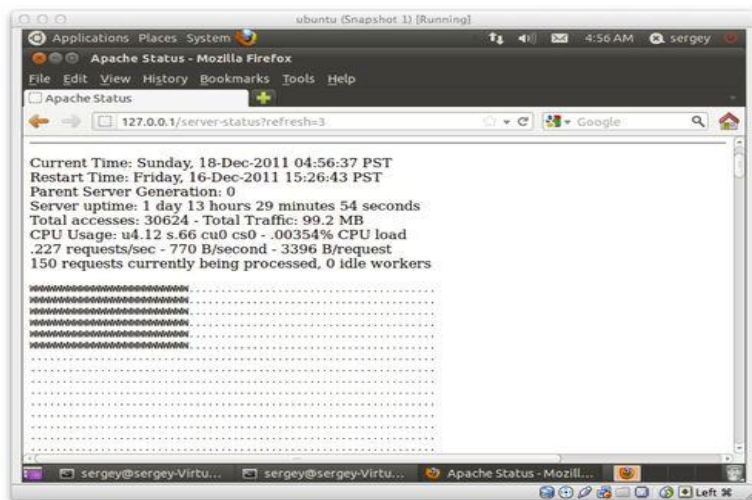 ubuntu (Snapshot 1) [Running]
Applications Places System 4:56 AM sergey
Apache Status - Mozilla Firefox
File Edit View History Bookmarks Tools Help
Apache Status
127.0.0.1/server-status?refresh=3 Google
Current Time: Sunday, 18-Dec-2011 04:56:37 PST
Restart Time: Friday, 16-Dec-2011 15:26:43 PST
Parent Server Generation: 0
Server uptime: 1 day 13 hours 29 minutes 54 seconds
Total accesses: 30624 - Total Traffic: 99.2 MB
CPU Usage: u4.12 s.66 cu0 cs0 - .00354% CPU load
.227 requests/sec - 770 B/second - 3396 B/request
150 requests currently being processed, 0 idle workers
sergey@sergey-Virtu... sergey@sergey-Virtu... Apache Status - Mozill...
Left ⌘